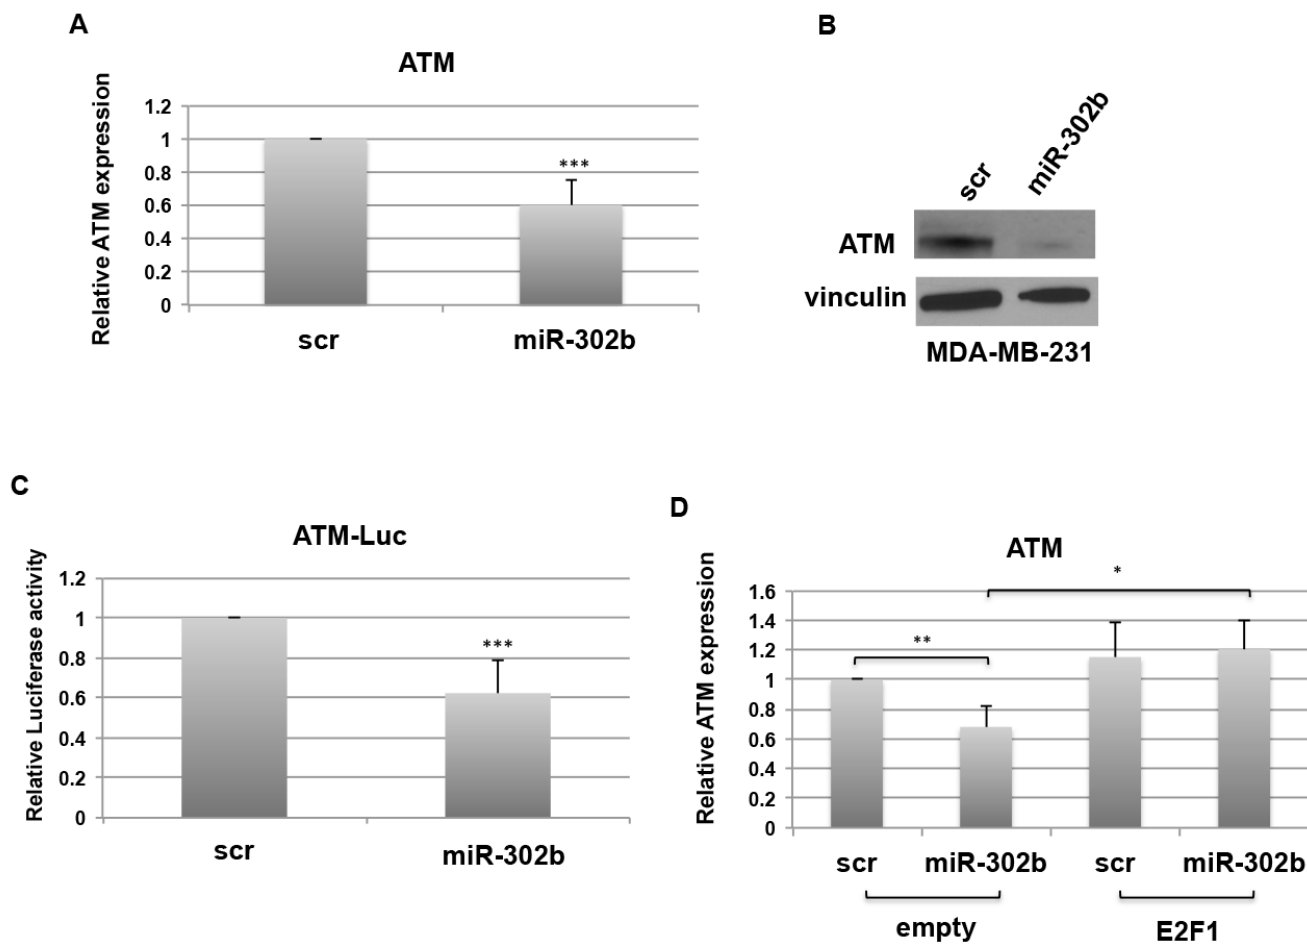 A
ATM
Relative ATM expression
1.2
1
0.8
0.6
0.4
0.2
0
***
scr
miR-302b
B
scr
miR-302b
ATM
vinculin
MDA-MB-231
C
ATM-Luc
Relative Luciferase activity
1.2
1
0.8
0.6
0.4
0.2
0
***
scr
miR-302b
D
ATM
Relative ATM expression
1.6
1.4
1.2
1
0.8
0.6
0.4
0.2
0
**
*
scr
miR-302b
scr
miR-302b
empty
E2F1